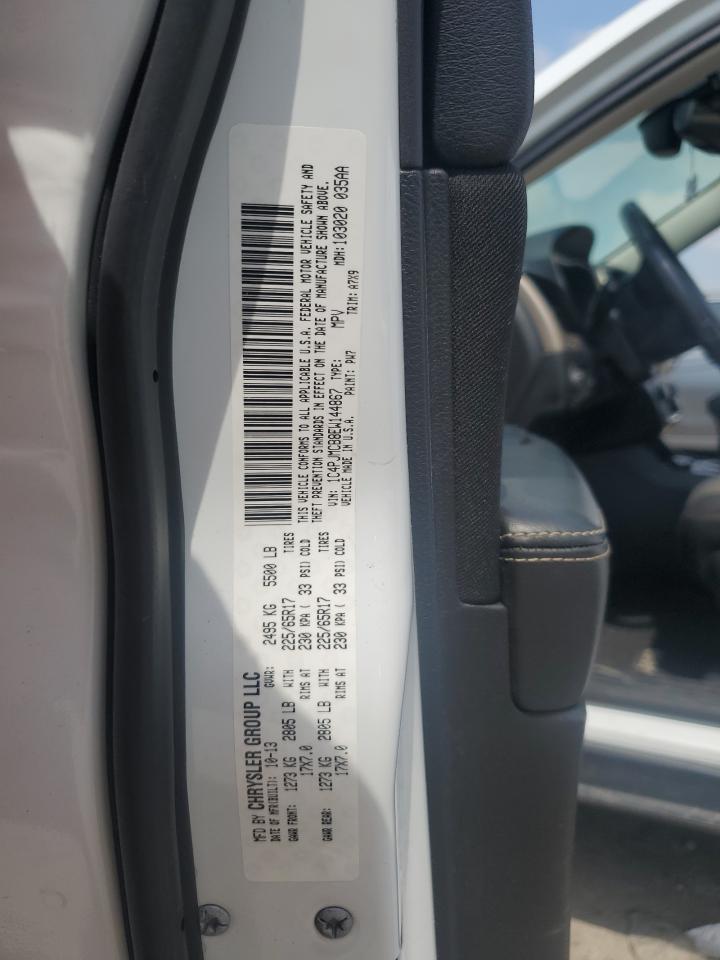 MFD BY CHRYSLER GROUP LLC
DATE OF MFR(BUILT): 10-13 GVWR: 2495 KG 5500 LB
GAWR FRONT: 1273 KG 2805 LB WITH 225/65R17 TIRES
17X7.0 RIMS AT 230 KPA ( 33 PSI) COLD
GAWR REAR: 1273 KG 2805 LB WITH 225/65R17 TIRES
17X7.0 RIMS AT 230 KPA ( 33 PSI) COLD
THIS VEHICLE CONFORMS TO ALL APPLICABLE U.S.A. FEDERAL MOTOR VEHICLE SAFETY AND
THEFT PREVENTION STANDARDS IN EFFECT ON THE DATE OF MANUFACTURE SHOWN ABOVE.
VIN: 1C4PJMCB8EW144867 TYPE: MPV MDH:103020 035AA
VEHICLE MADE IN U.S.A. PAINT: PW7 TRIM: A7X9